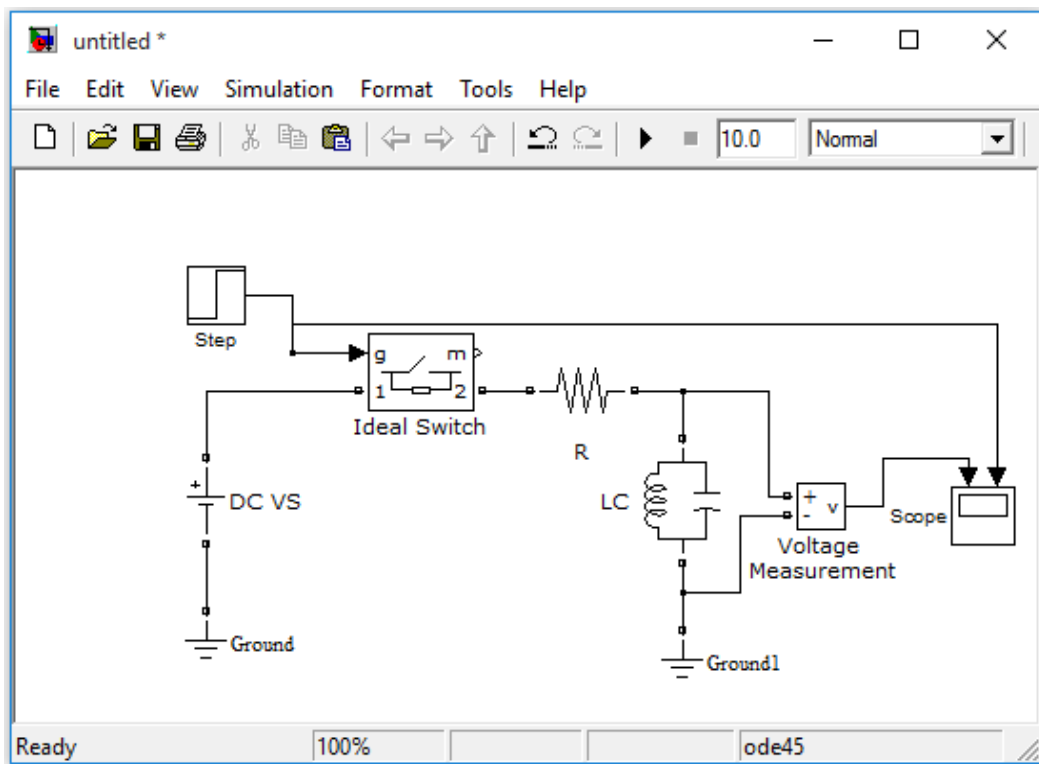 untitled *
File Edit View Simulation Format Tools Help
10.0 Normal
Step
g m
1 2
Ideal Switch
R
+
DC VS
LC
+
- v
Scope
Voltage
Measurement
Ground
Ground1
Ready 100% ode45